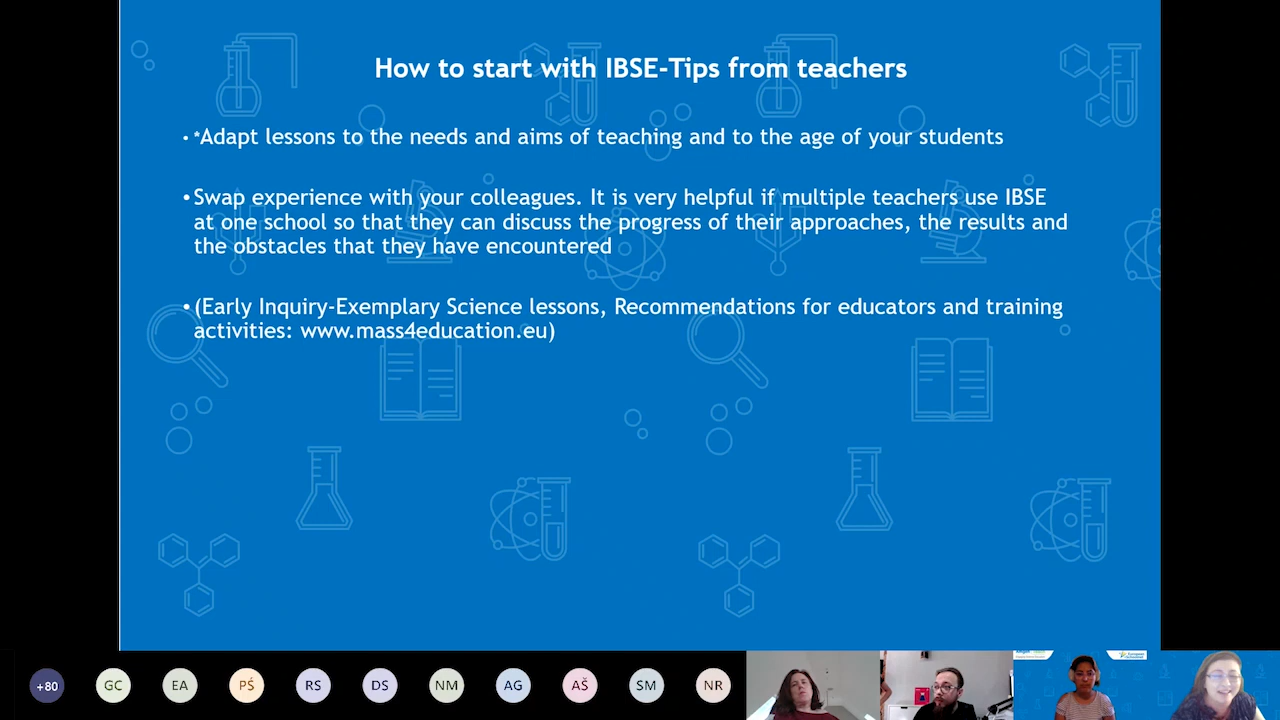 How to start with IBSE-Tips from teachers
• *Adapt lessons to the needs and aims of teaching and to the age of your students
• Swap experience with your colleagues. It is very helpful if multiple teachers use IBSE
at one school so that they can discuss the progress of their approaches, the results and
the obstacles that they have encountered
• (Early Inquiry-Exemplary Science lessons, Recommendations for educators and training
activities: www.mass4education.eu)
+80 GC EA PŚ RS DS NM AG AŠ SM NR